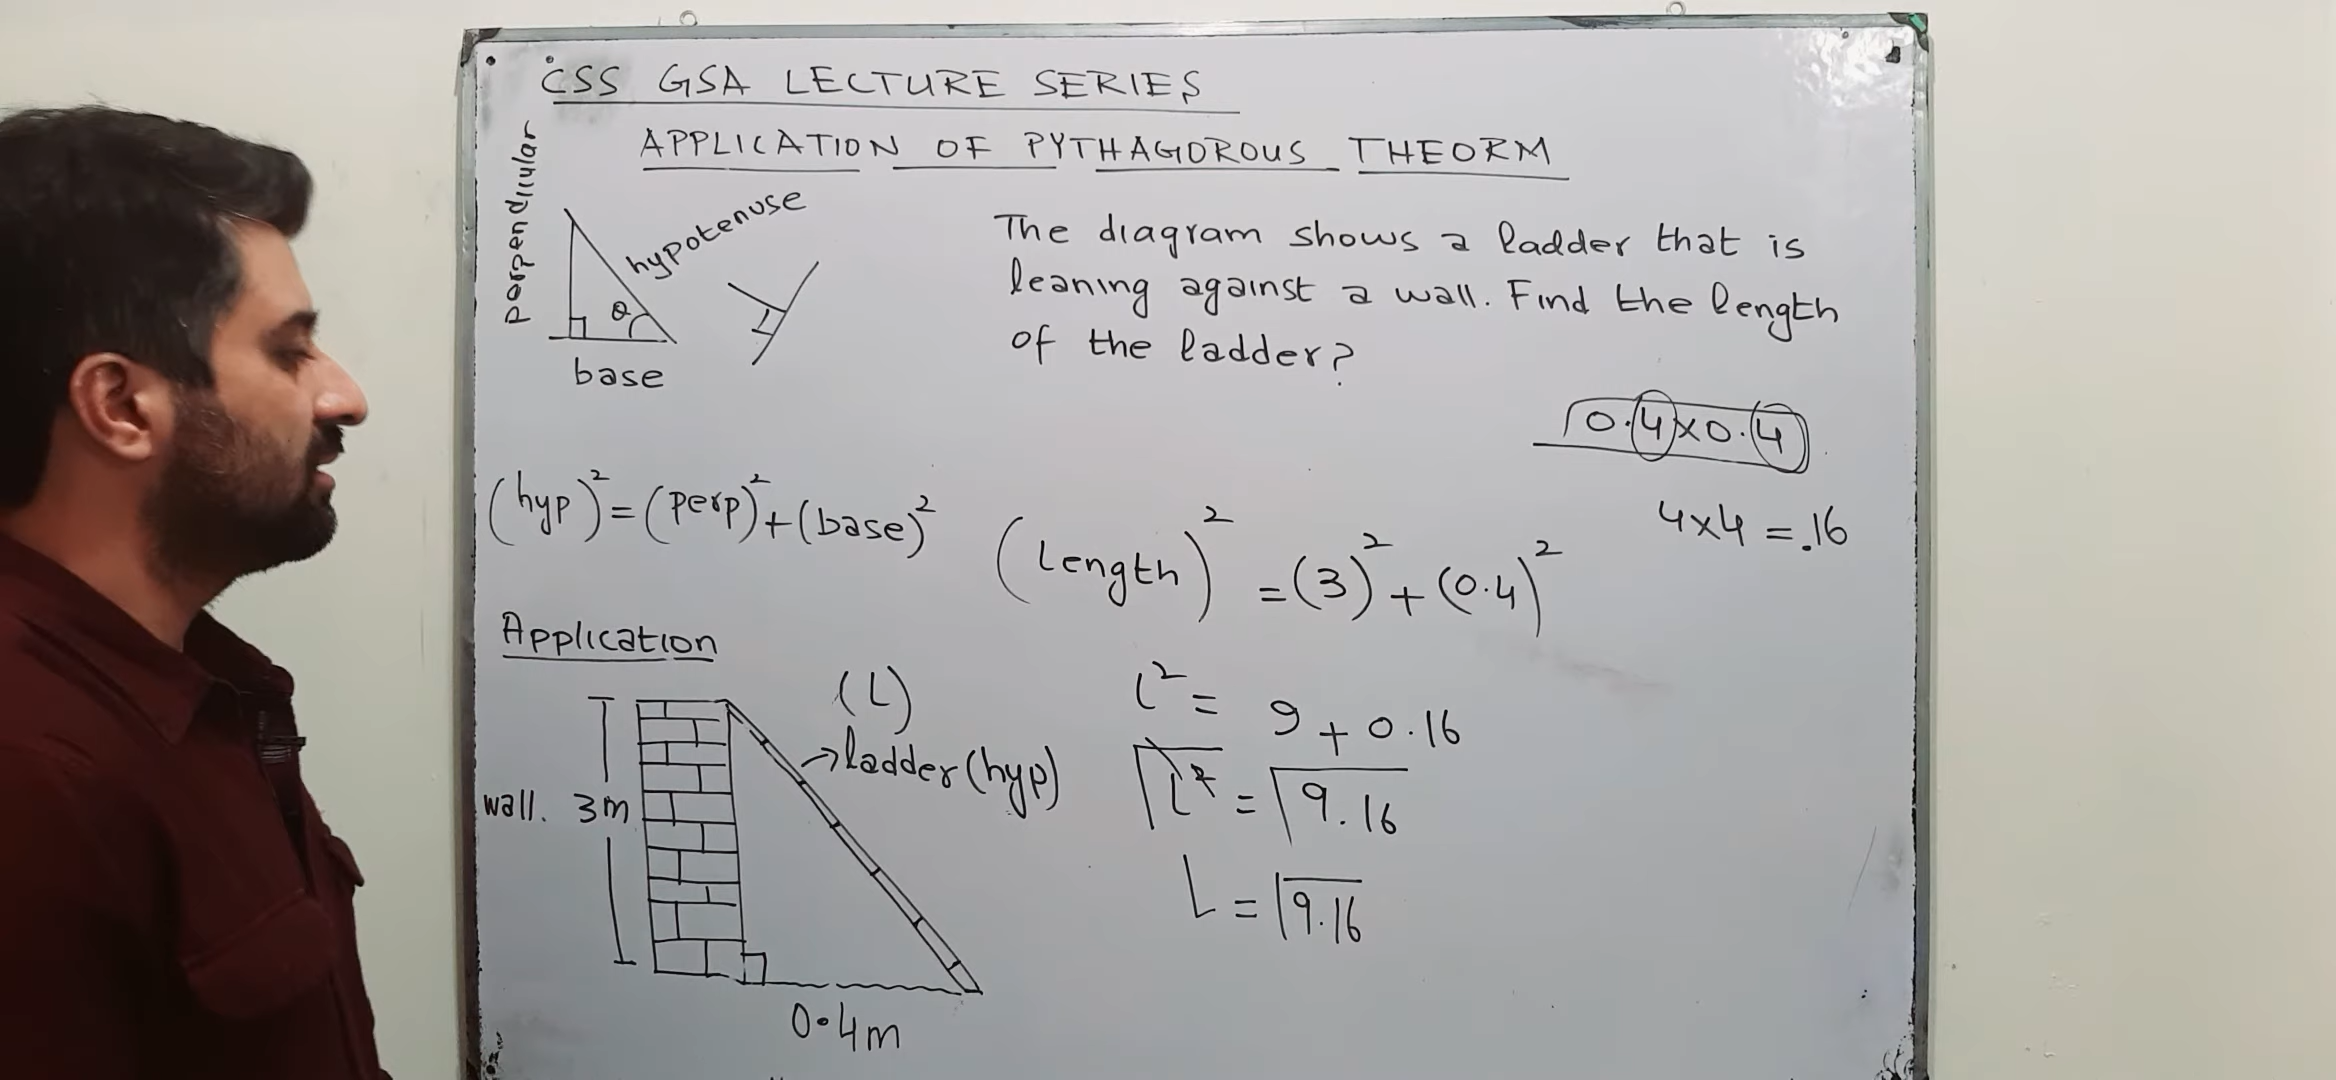 CSS GSA LECTURE SERIES
APPLICATION OF PYTHAGOROUS THEORM
perpendicular
hypotenuse
θ
base
The diagram shows a ladder that is
leaning against a wall. Find the length
of the ladder?
0.4×0.4
4×4 = .16
(hyp)² = (perp)² + (base)²
(Length)² = (3)² + (0.4)²
Application
(L)
→ ladder (hyp)
wall. 3m
0.4m
L² = 9 + 0.16
√L² = √9.16
L = √9.16